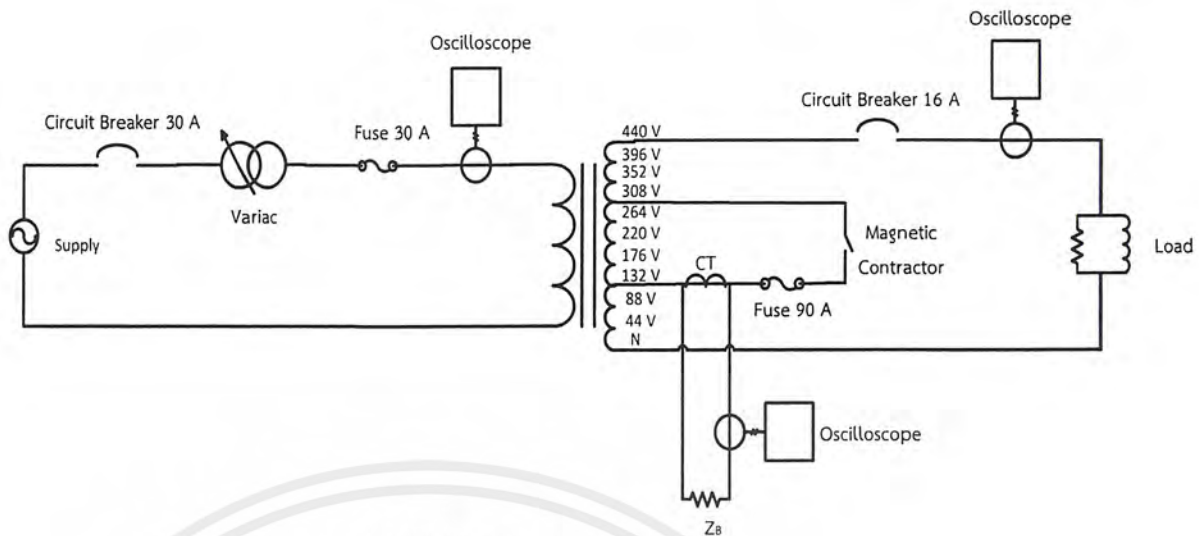 Oscilloscope
Oscilloscope
Circuit Breaker 30 A
Fuse 30 A
Circuit Breaker 16 A
Variac
Supply
440 V
396 V
352 V
308 V
264 V
220 V
176 V
132 V
88 V
44 V
N
CT
Fuse 90 A
Magnetic
Contractor
Load
Oscilloscope
ZB